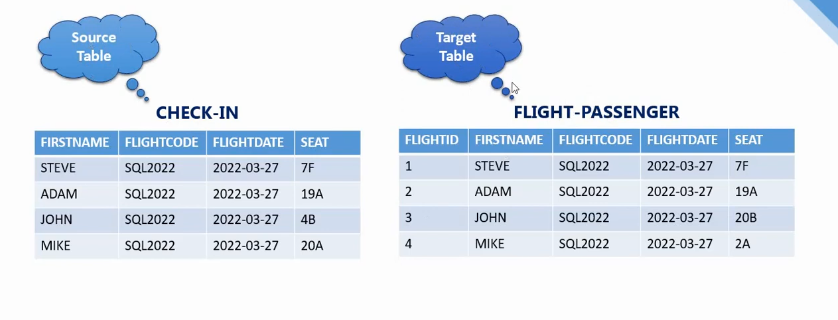 Source
Table
Target
Table
CHECK-IN
FIRSTNAME FLIGHTCODE FLIGHTDATE SEAT
STEVE SQL2022 2022-03-27 7F
ADAM SQL2022 2022-03-27 19A
JOHN SQL2022 2022-03-27 4B
MIKE SQL2022 2022-03-27 20A
FLIGHT-PASSENGER
FLIGHTID FIRSTNAME FLIGHTCODE FLIGHTDATE SEAT
1 STEVE SQL2022 2022-03-27 7F
2 ADAM SQL2022 2022-03-27 19A
3 JOHN SQL2022 2022-03-27 20B
4 MIKE SQL2022 2022-03-27 2A